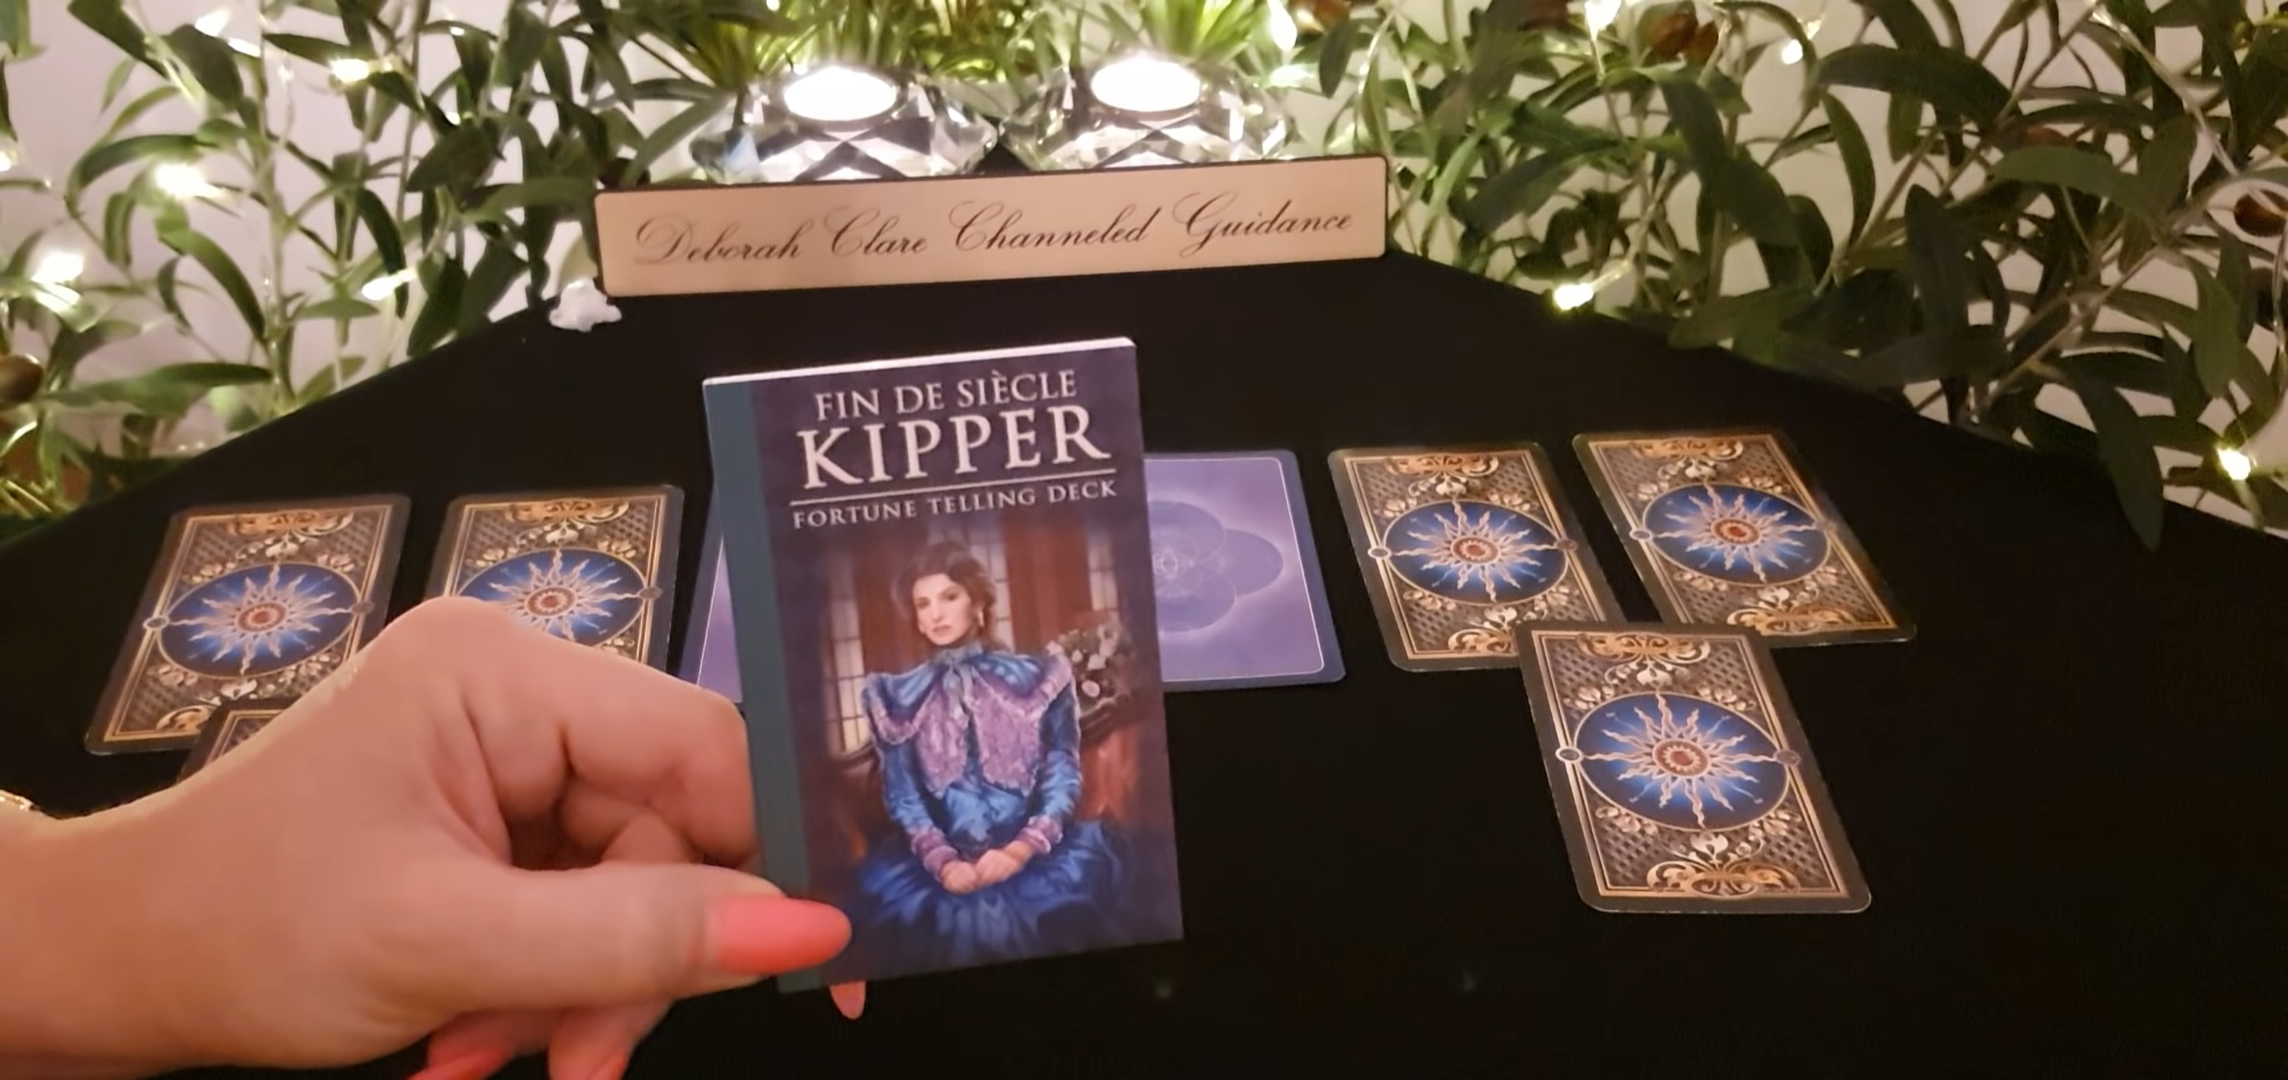 Deborah Clare Channeled Guidance
FIN DE SIÈCLE
KIPPER
FORTUNE TELLING DECK